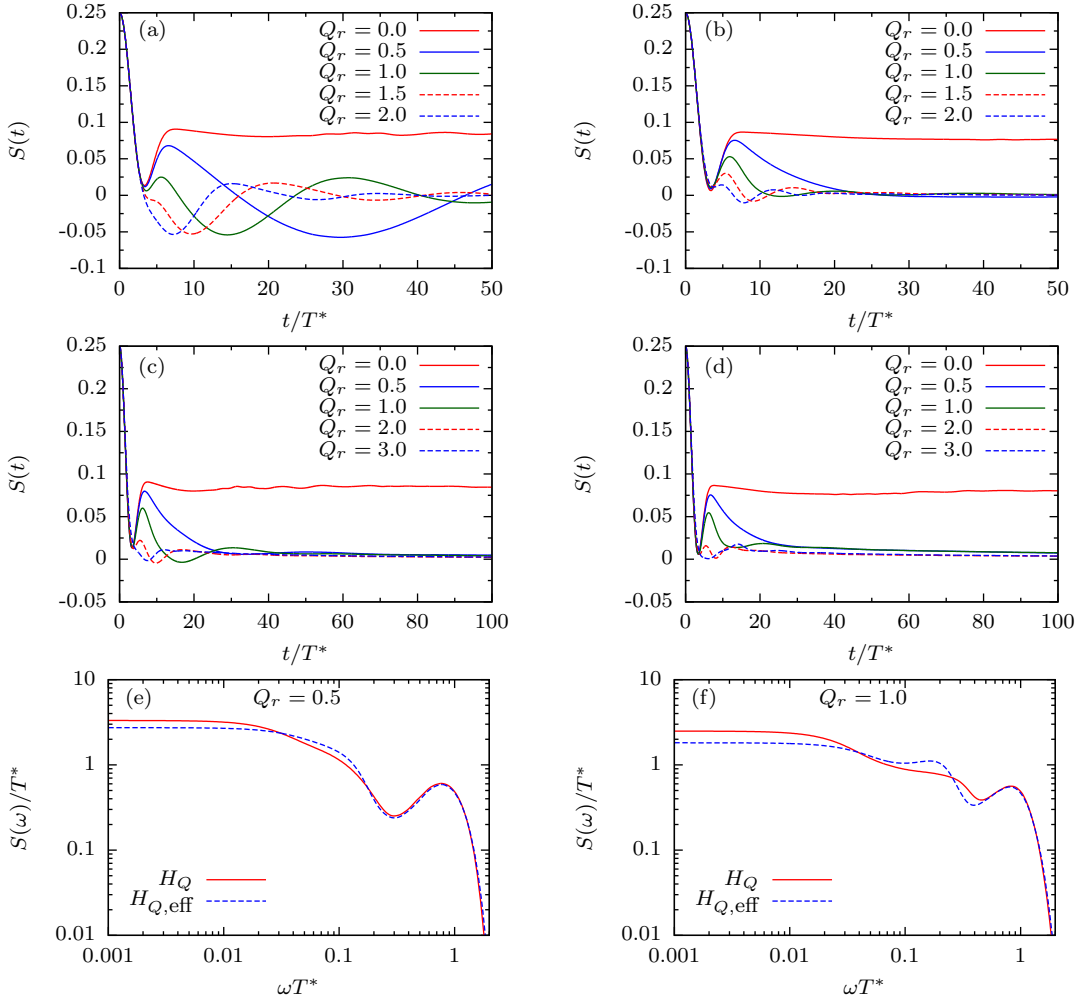 (a)
Q_r = 0.0
Q_r = 0.5
Q_r = 1.0
Q_r = 1.5
Q_r = 2.0
S(t)
0.25
0.2
0.15
0.1
0.05
0
-0.05
-0.1
0 10 20 30 40 50
t/T*
(b)
Q_r = 0.0
Q_r = 0.5
Q_r = 1.0
Q_r = 1.5
Q_r = 2.0
S(t)
0.25
0.2
0.15
0.1
0.05
0
-0.05
-0.1
0 10 20 30 40 50
t/T*
(c)
Q_r = 0.0
Q_r = 0.5
Q_r = 1.0
Q_r = 2.0
Q_r = 3.0
S(t)
0.25
0.2
0.15
0.1
0.05
0
-0.05
0 20 40 60 80 100
t/T*
(d)
Q_r = 0.0
Q_r = 0.5
Q_r = 1.0
Q_r = 2.0
Q_r = 3.0
S(t)
0.25
0.2
0.15
0.1
0.05
0
-0.05
0 20 40 60 80 100
t/T*
(e) Q_r = 0.5
S(ω)/T*
10
1
0.1
0.01
H_Q
H_{Q,eff}
0.001 0.01 0.1 1
ωT*
(f) Q_r = 1.0
S(ω)/T*
10
1
0.1
0.01
H_Q
H_{Q,eff}
0.001 0.01 0.1 1
ωT*